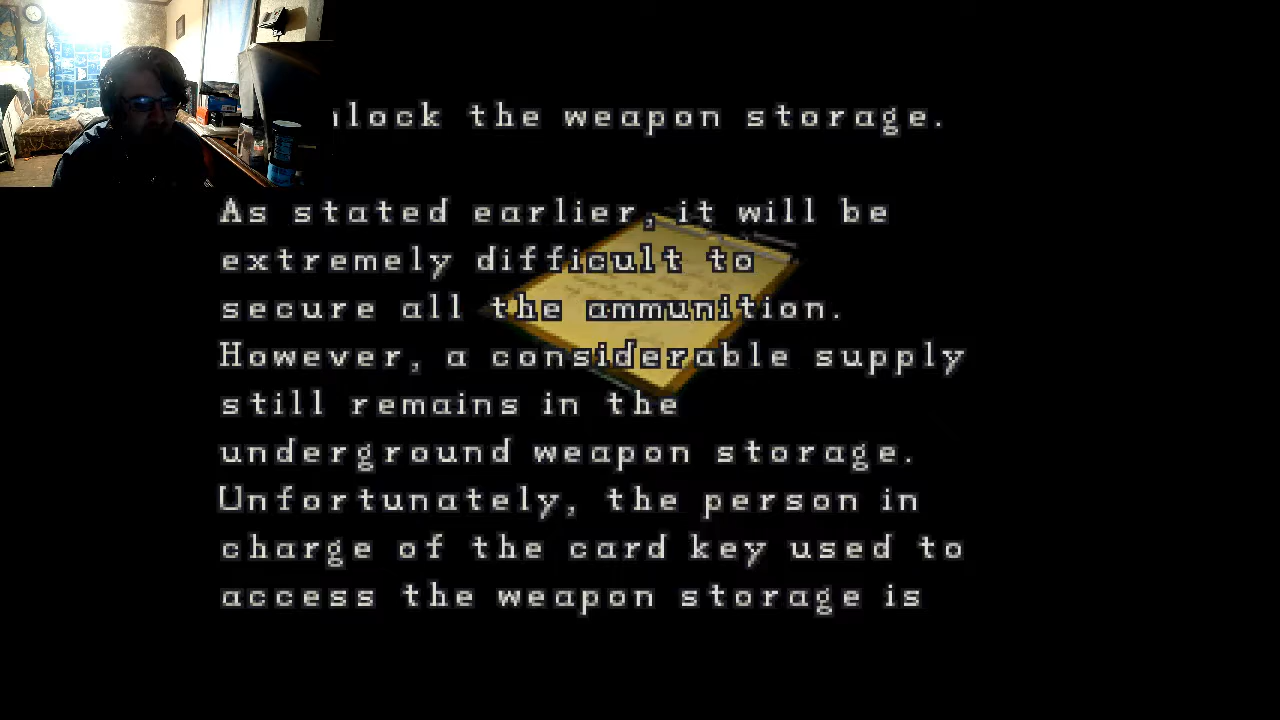 lock the weapon storage.
As stated earlier, it will be
extremely difficult to
secure all the ammunition.
However, a considerable supply
still remains in the
underground weapon storage.
Unfortunately, the person in
charge of the card key used to
access the weapon storage is